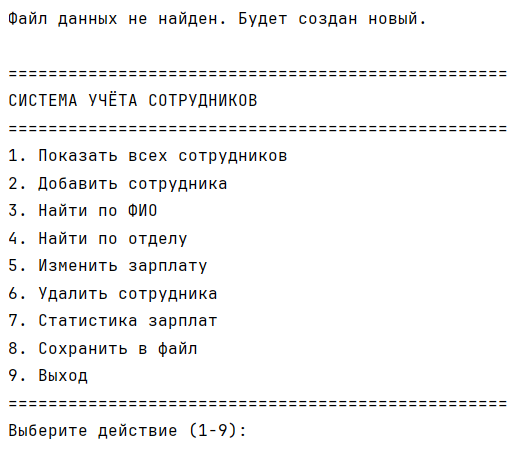 Файл данных не найден. Будет создан новый.
==================================================
СИСТЕМА УЧЁТА СОТРУДНИКОВ
==================================================
1. Показать всех сотрудников
2. Добавить сотрудника
3. Найти по ФИО
4. Найти по отделу
5. Изменить зарплату
6. Удалить сотрудника
7. Статистика зарплат
8. Сохранить в файл
9. Выход
==================================================
Выберите действие (1-9):